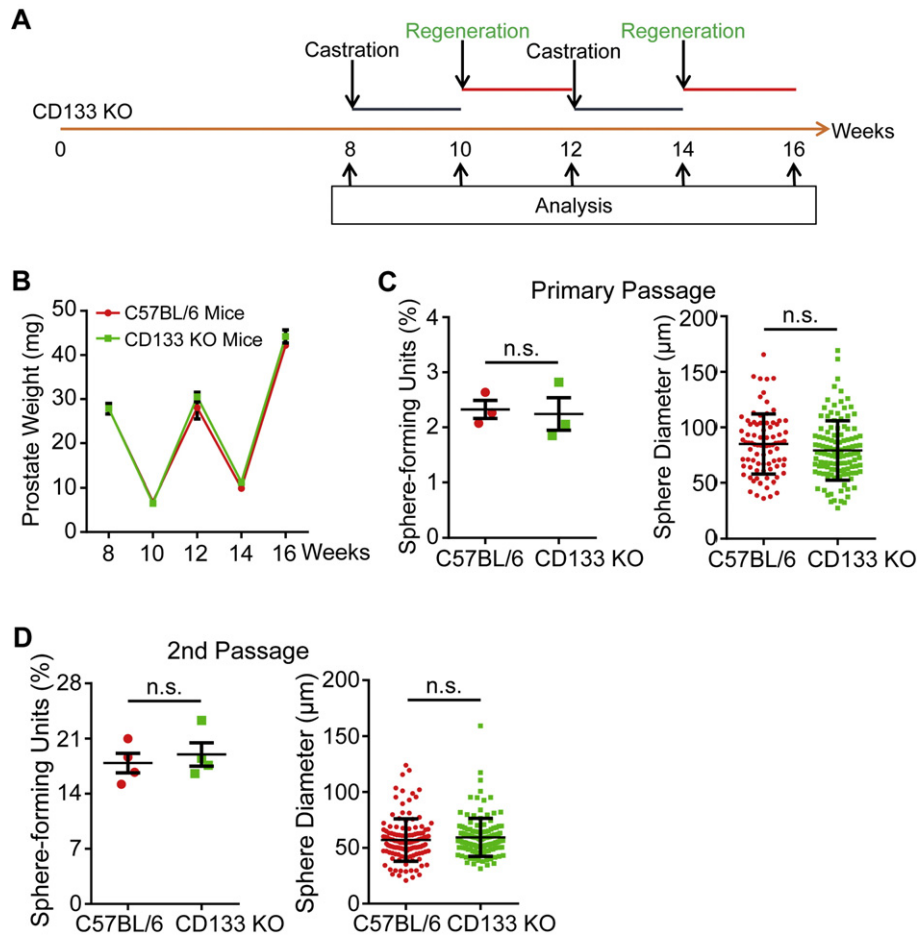 A
Regeneration
Regeneration
Castration
Castration
CD133 KO
Weeks
0
8
10
12
14
16
Analysis
B
50
40
30
20
10
0
Prostate Weight (mg)
C57BL/6 Mice
CD133 KO Mice
8 10 12 14 16 Weeks
C
Primary Passage
Sphere-forming Units (%)
4
3
2
1
0
n.s.
C57BL/6 CD133 KO
Sphere Diameter (µm)
200
150
100
50
0
n.s.
C57BL/6 CD133 KO
D
2nd Passage
Sphere-forming Units (%)
28
21
14
7
0
n.s.
C57BL/6 CD133 KO
Sphere Diameter (µm)
200
150
100
50
0
n.s.
C57BL/6 CD133 KO